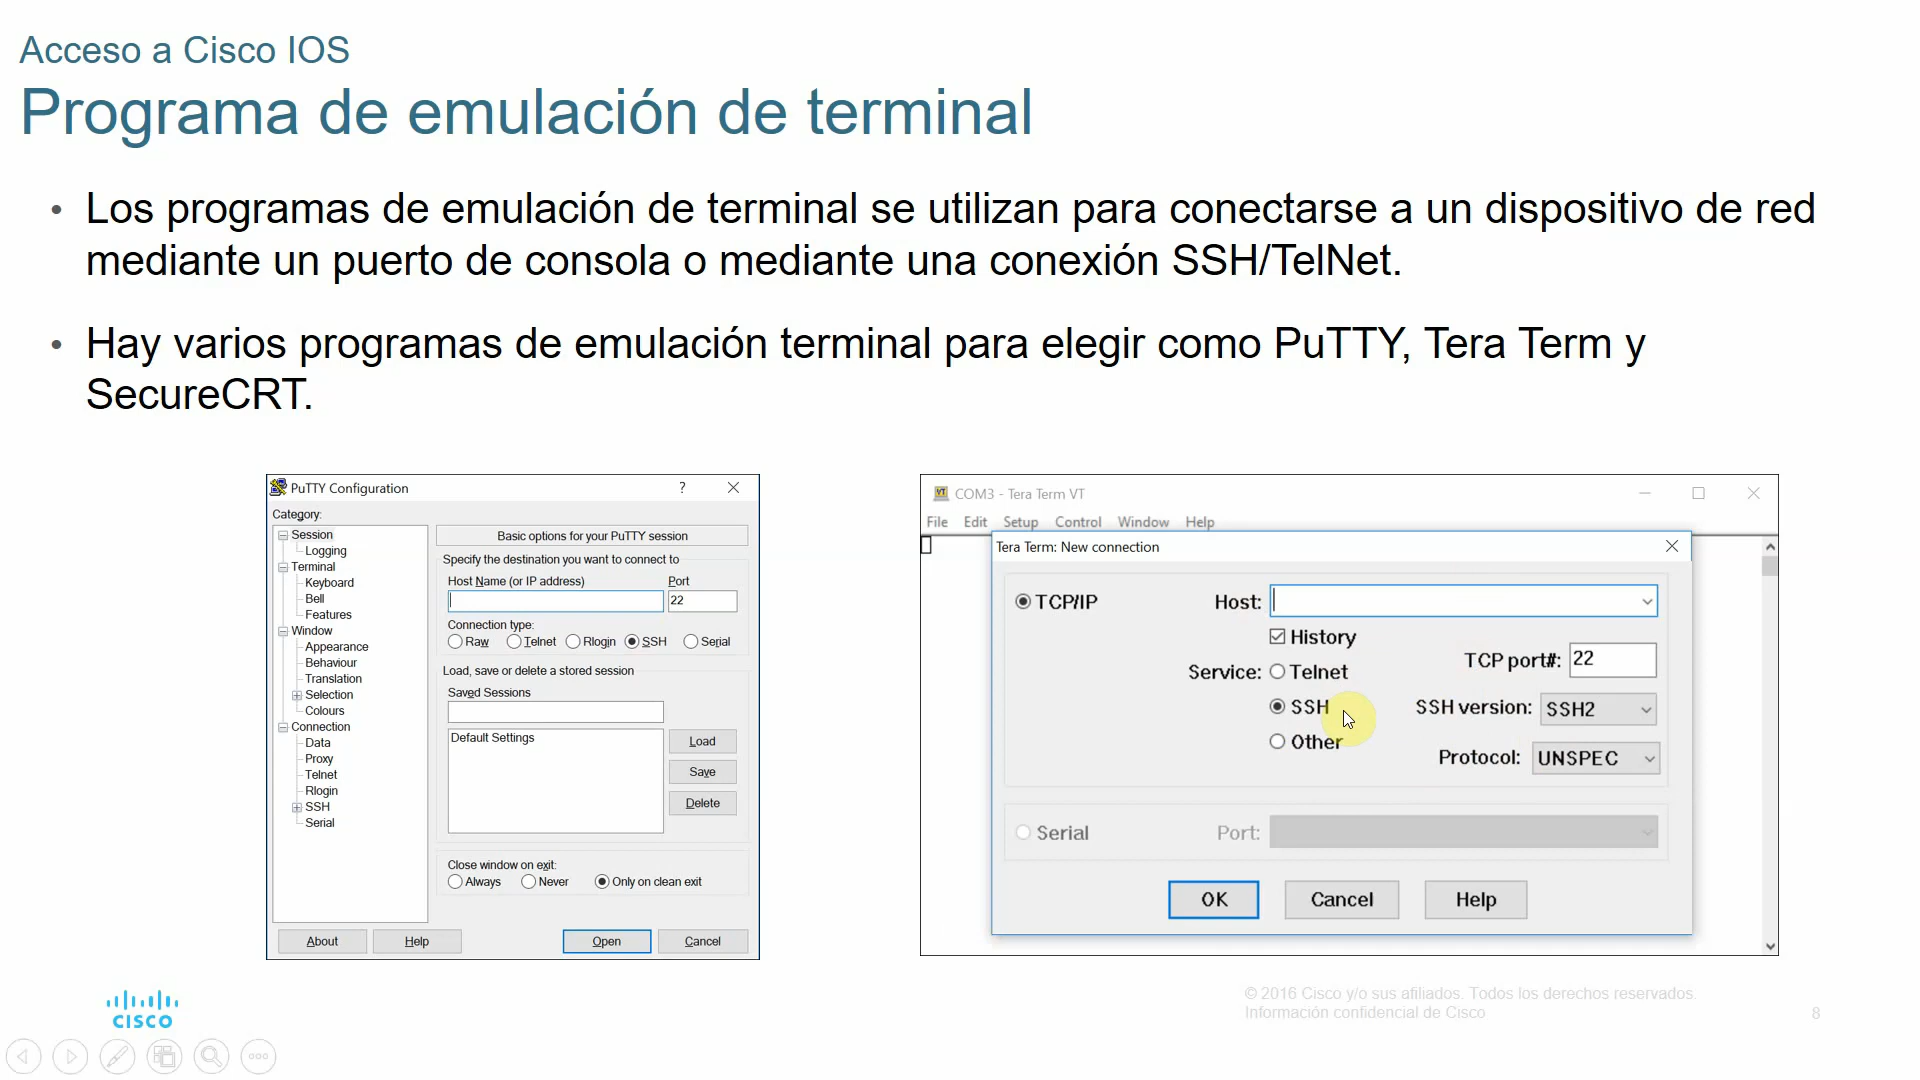 Acceso a Cisco IOS
Programa de emulación de terminal
• Los programas de emulación de terminal se utilizan para conectarse a un dispositivo de red
mediante un puerto de consola o mediante una conexión SSH/TelNet.
• Hay varios programas de emulación terminal para elegir como PuTTY, Tera Term y
SecureCRT.
PuTTY Configuration
Category:
Session
Logging
Terminal
Keyboard
Bell
Features
Window
Appearance
Behaviour
Translation
Selection
Colours
Connection
Data
Proxy
Telnet
Rlogin
SSH
Serial
Basic options for your PuTTY session
Specify the destination you want to connect to
Host Name (or IP address) Port
22
Connection type:
Raw Telnet Rlogin SSH Serial
Load, save or delete a stored session
Saved Sessions
Default Settings
Load
Save
Delete
Close window on exit:
Always Never Only on clean exit
About Help Open Cancel
COM3 - Tera Term VT
File Edit Setup Control Window Help
Tera Term: New connection
TCP/IP Host:
History
Service: Telnet TCP port#: 22
SSH SSH version: SSH2
Other Protocol: UNSPEC
Serial Port:
OK Cancel Help
CISCO
© 2016 Cisco y/o sus afiliados. Todos los derechos reservados.
Información confidencial de Cisco
8